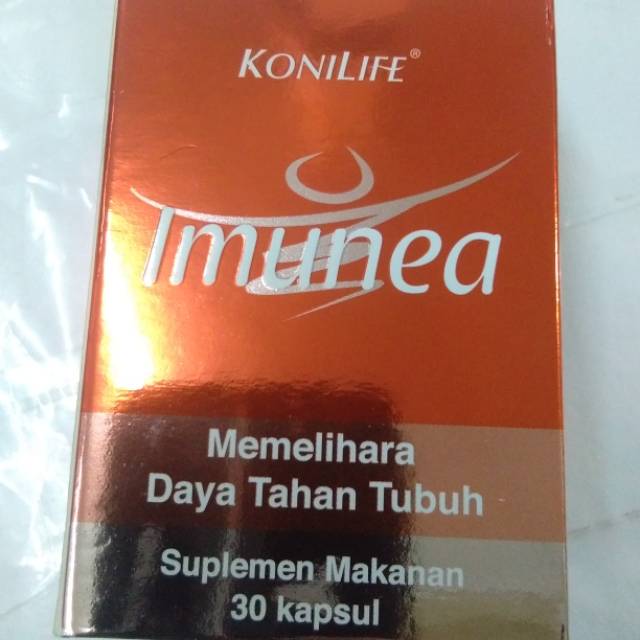 KONILIFE®
Imunea
Memelihara
Daya Tahan Tubuh
Suplemen Makanan
30 kapsul